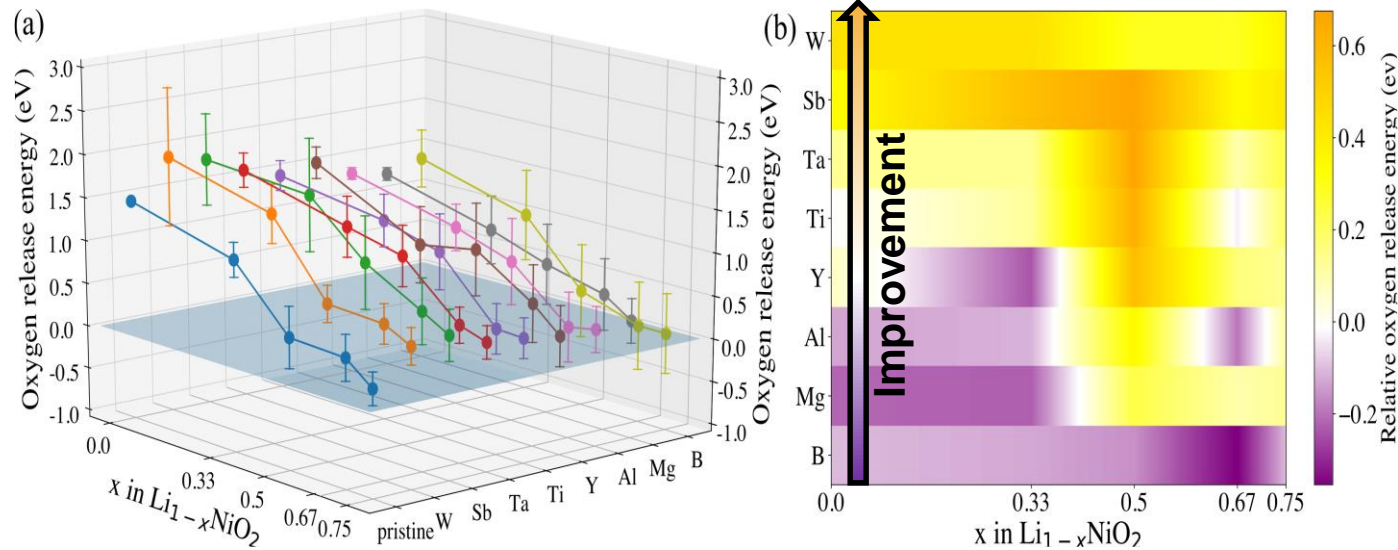 (a)
Oxygen release energy (eV)
3.0
2.5
2.0
1.5
1.0
0.5
0.0
-0.5
-1.0
3.0
2.5
2.0
1.5
1.0
0.5
0.0
-0.5
-1.0
Oxygen release energy (eV)
0.0
0.33
0.5
0.67
0.75
x in Li₁₋ₓNiO₂
pristine
W
Sb
Ta
Ti
Y
Al
Mg
B
(b)
W
Sb
Ta
Ti
Y
Al
Mg
B
Improvement
0.0
0.33
0.5
0.67
0.75
x in Li₁₋ₓNiO₂
0.6
0.4
0.2
0.0
−0.2
Relative oxygen release energy (ev)